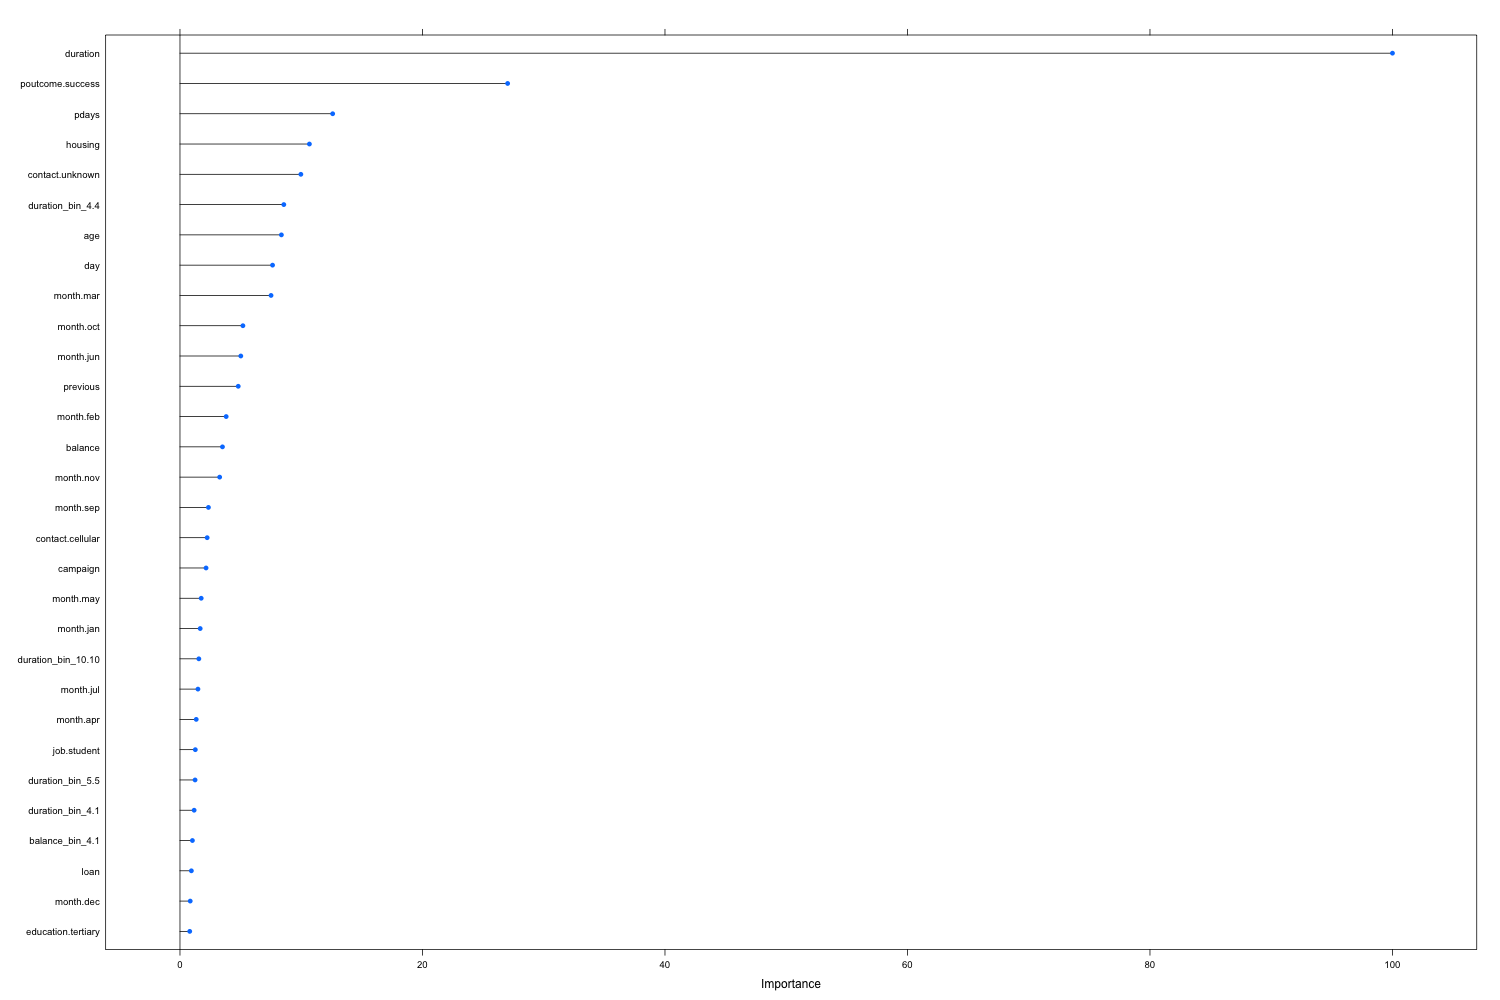 duration
poutcome.success
pdays
housing
contact.unknown
duration_bin_4.4
age
day
month.mar
month.oct
month.jun
previous
month.feb
balance
month.nov
month.sep
contact.cellular
campaign
month.may
month.jan
duration_bin_10.10
month.jul
month.apr
job.student
duration_bin_5.5
duration_bin_4.1
balance_bin_4.1
loan
month.dec
education.tertiary
0 20 40 60 80 100
Importance